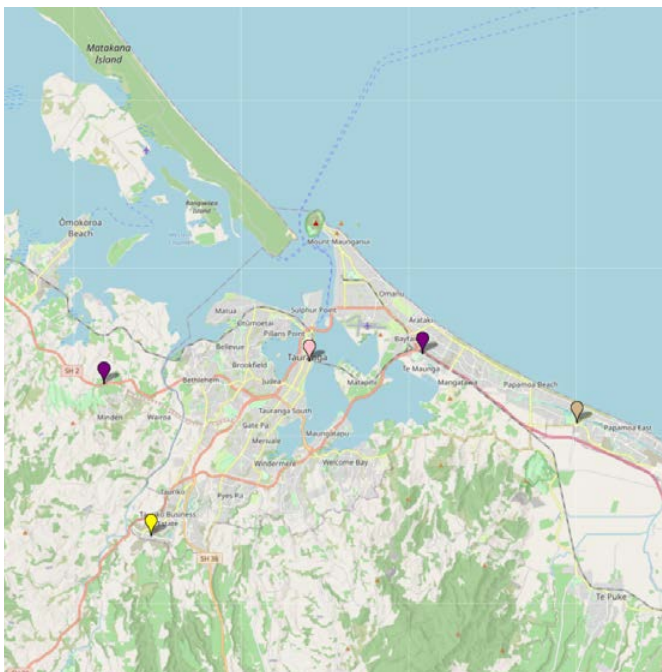 Matakana
Island
Rangiwaea
Island
Ōmokoroa
Beach
Mount Maunganui
Matua
Sulphur Point
Omanu
Otumoetai
Pillans Point
Arataki
Bellevue
Tauranga
Te Maunga
Brookfield
SH 2
Bethlehem
Judea
Matapihi
Mangatawa
Papamoa Beach
Minden
Wairoa
Tauranga South
Gate Pa
Papamoa East
Merivale
Maungatapu
Windermere
Welcome Bay
Tauriko
Pyes Pa
SH 36
Te Puke